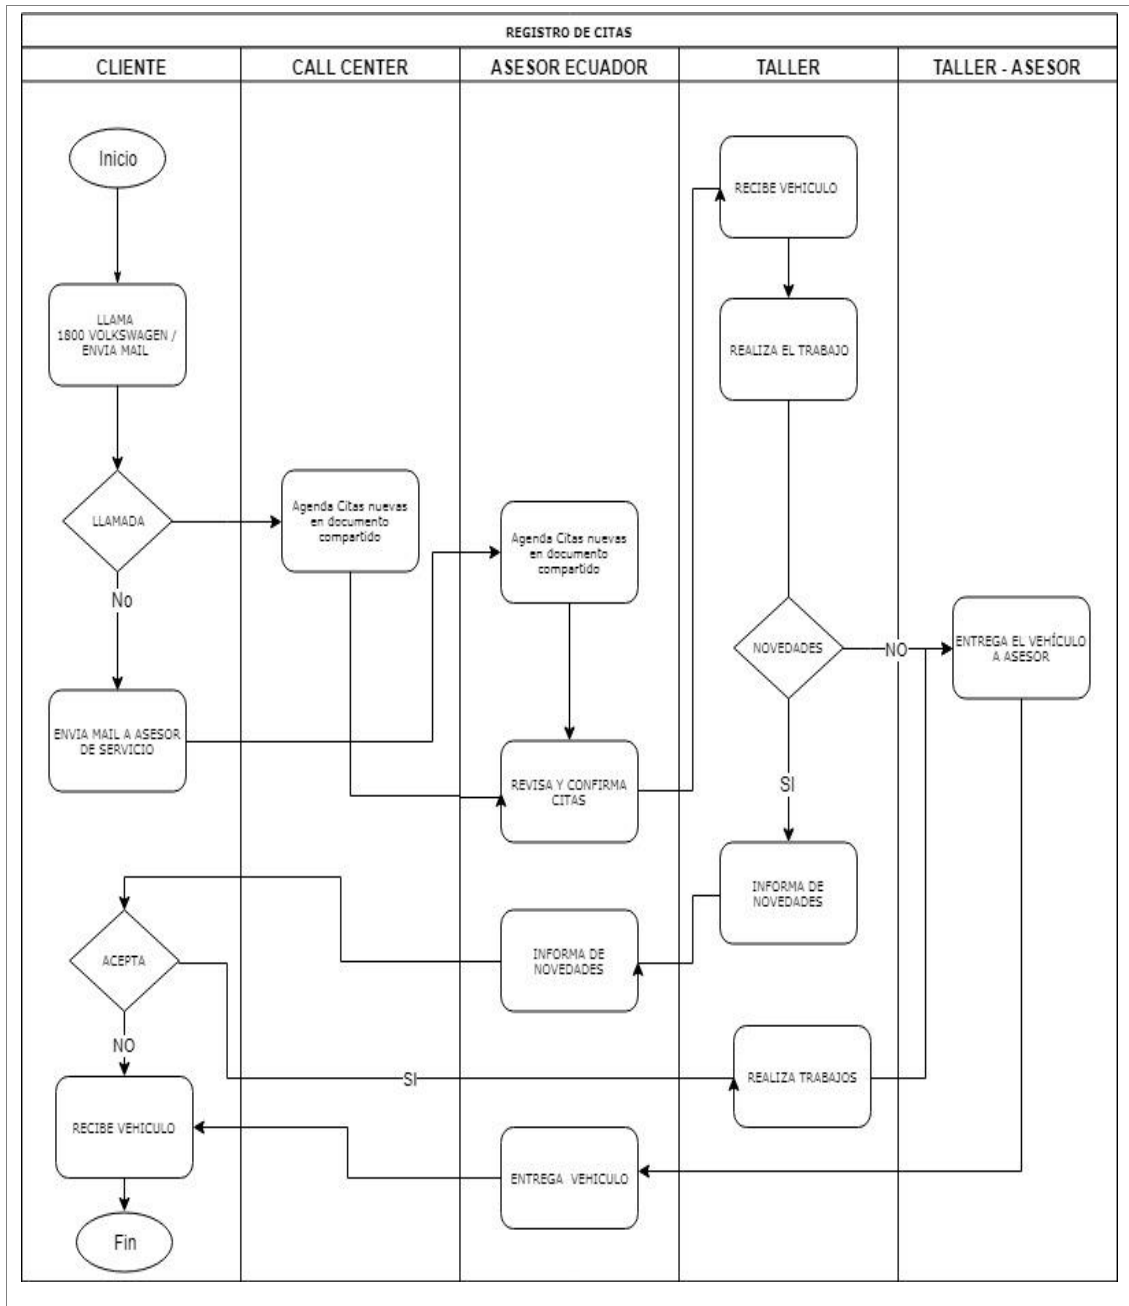 REGISTRO DE CITAS
CLIENTE
CALL CENTER
ASESOR ECUADOR
TALLER
TALLER - ASESOR
Inicio
RECIBE VEHICULO
LLAMA
1800 VOLKSWAGEN /
ENVIA MAIL
REALIZA EL TRABAJO
LLAMADA
Agenda Citas nuevas
en documento
compartido
Agenda Citas nuevas
en documento
compartido
No
NOVEDADES
NO
ENTREGA EL VEHÍCULO
A ASESOR
ENVIA MAIL A ASESOR
DE SERVICIO
REVISA Y CONFIRMA
CITAS
SI
INFORMA DE
NOVEDADES
ACEPTA
INFORMA DE
NOVEDADES
NO
SI
REALIZA TRABAJOS
RECIBE VEHICULO
ENTREGA VEHICULO
Fin